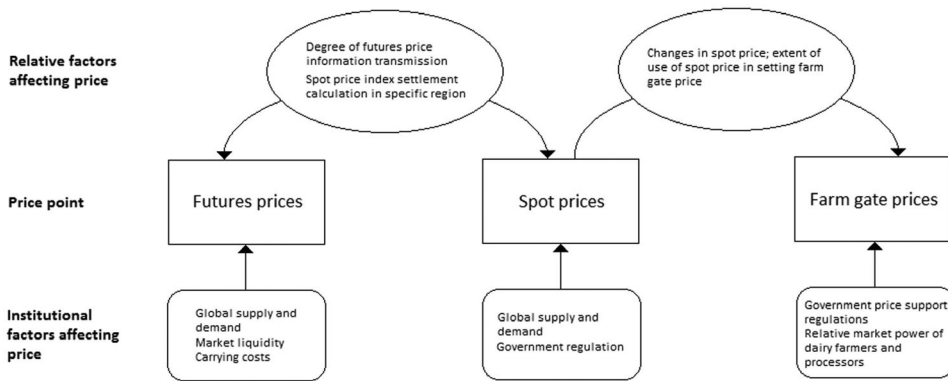 Relative factors
affecting price
Degree of futures price
information transmission
Spot price index settlement
calculation in specific region
Changes in spot price; extent of
use of spot price in setting farm
gate price
Price point
Futures prices
Spot prices
Farm gate prices
Institutional
factors affecting
price
Global supply and
demand
Market liquidity
Carrying costs
Global supply and
demand
Government regulation
Government price support
regulations
Relative market power of
dairy farmers and
processors